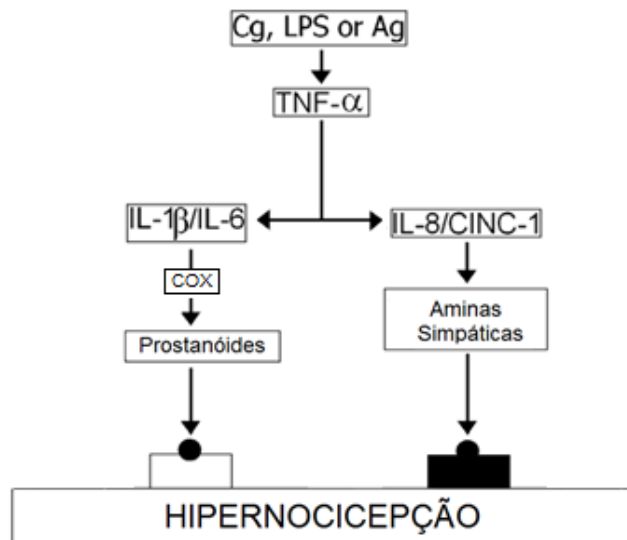 Cg, LPS or Ag
TNF-α
IL-1β/IL-6
IL-8/CINC-1
COX
Aminas
Simpáticas
Prostanóides
HIPERNOCICEPÇÃO